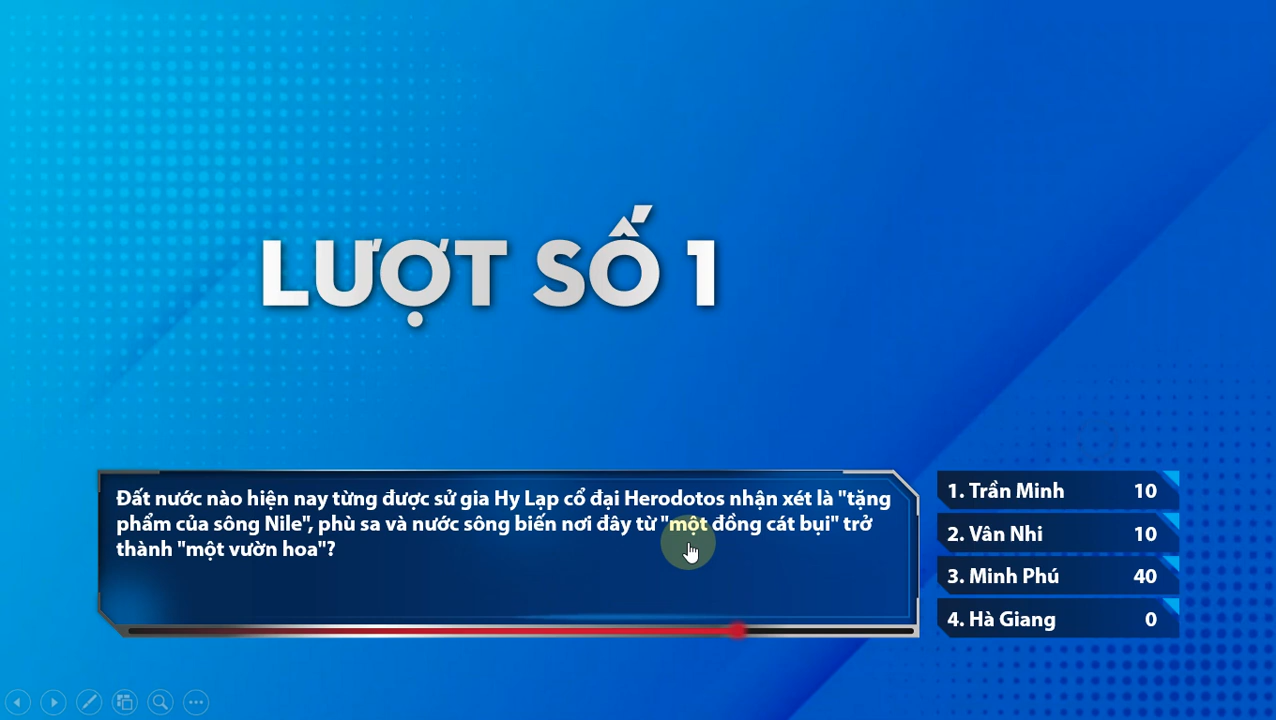 LƯỢT SỐ 1
Đất nước nào hiện nay từng được sử gia Hy Lạp cổ đại Herodotos nhận xét là "tặng
phẩm của sông Nile", phù sa và nước sông biến nơi đây từ "một đồng cát bụi" trở
thành "một vườn hoa"?
1. Trần Minh 10
2. Vân Nhi 10
3. Minh Phú 40
4. Hà Giang 0